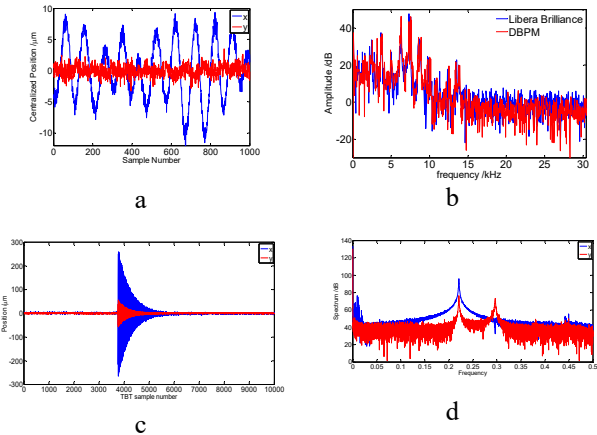 x
y
10
5
0
-5
-10
0
200
400
600
800
1000
Centralized Position /μm
Sample Number
a
Libera Brilliance
DBPM
40
20
0
-20
0
5
10
15
20
25
30
Amplitude /dB
frequency /kHz
b
x
y
300
200
100
0
-100
-200
-300
0
1000
2000
3000
4000
5000
6000
7000
8000
9000
10000
Position /μm
TBT sample number
c
x
y
140
120
100
80
60
40
20
0
0
0.05
0.1
0.15
0.2
0.25
0.3
0.35
0.4
0.45
0.5
Spectrum /dB
Frequency
d